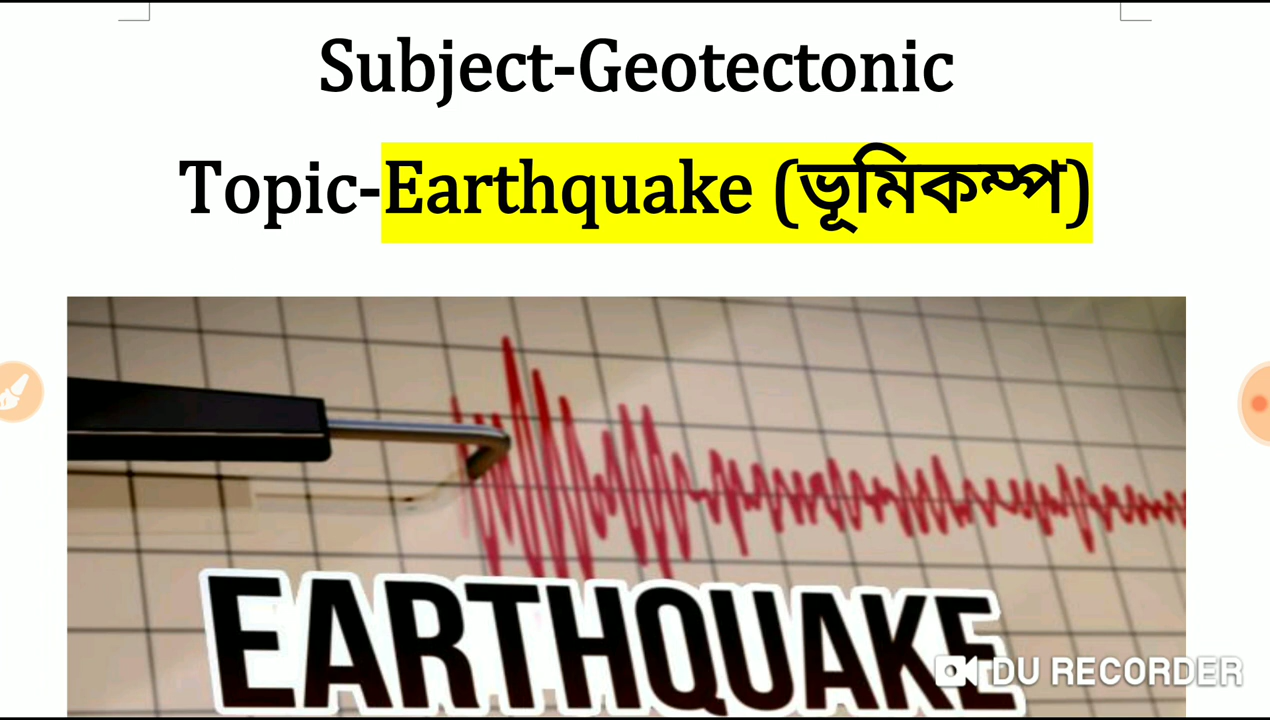 Subject-Geotectonic
Topic-Earthquake (ভূমিকম্প)
EARTHQUAKE
DU RECORDER